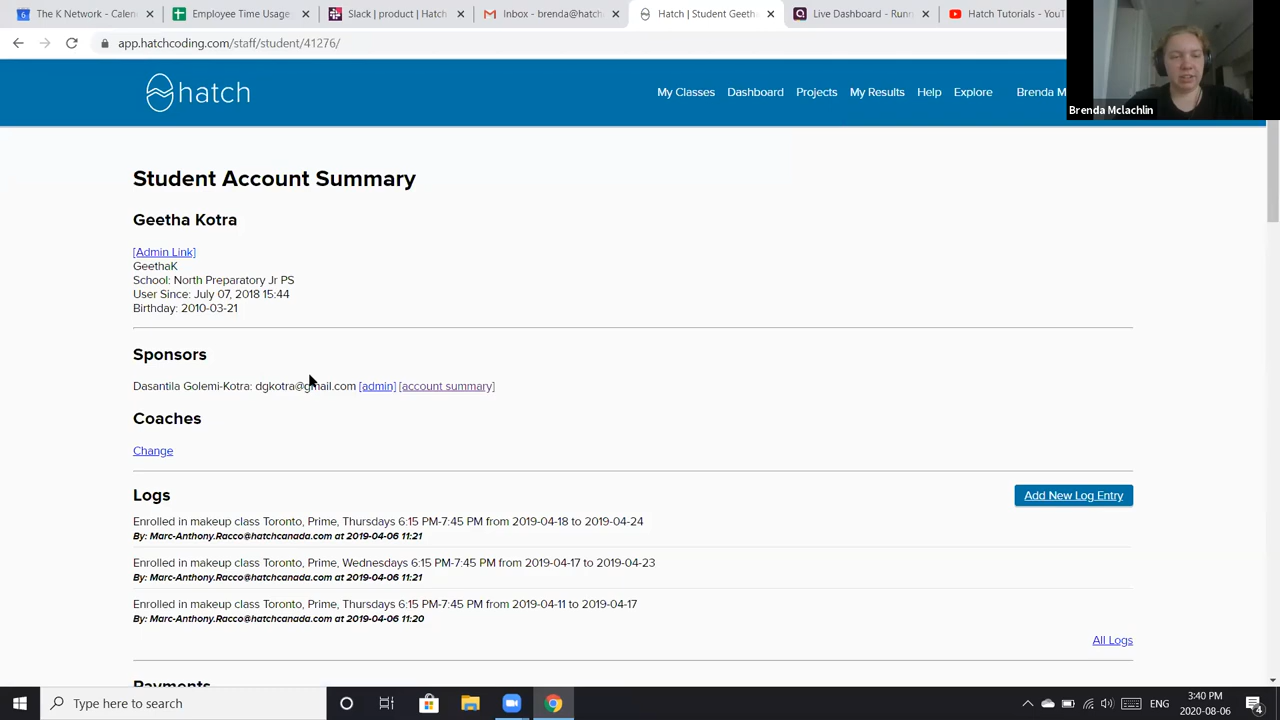 The K Network - Calen
Employee Time Usage
Slack | product | Hatch
Inbox - brenda@hatch
Hatch | Student Geeth
Live Dashboard - Run
Hatch Tutorials - YouT
app.hatchcoding.com/staff/student/41276/
hatch
My Classes Dashboard Projects My Results Help Explore Brenda M
Brenda Mclachlin
Student Account Summary
Geetha Kotra
[Admin Link]
GeethaK
School: North Preparatory Jr PS
User Since: July 07, 2018 15:44
Birthday: 2010-03-21
Sponsors
Dasantila Golemi-Kotra: dgkotra@gmail.com [admin] [account summary]
Coaches
Change
Logs
Add New Log Entry
Enrolled in makeup class Toronto, Prime, Thursdays 6:15 PM-7:45 PM from 2019-04-18 to 2019-04-24
By: Marc-Anthony.Racco@hatchcanada.com at 2019-04-06 11:21
Enrolled in makeup class Toronto, Prime, Wednesdays 6:15 PM-7:45 PM from 2019-04-17 to 2019-04-23
By: Marc-Anthony.Racco@hatchcanada.com at 2019-04-06 11:21
Enrolled in makeup class Toronto, Prime, Thursdays 6:15 PM-7:45 PM from 2019-04-11 to 2019-04-17
By: Marc-Anthony.Racco@hatchcanada.com at 2019-04-06 11:20
All Logs
Payments
Type here to search
ENG
3:40 PM
2020-08-06
4